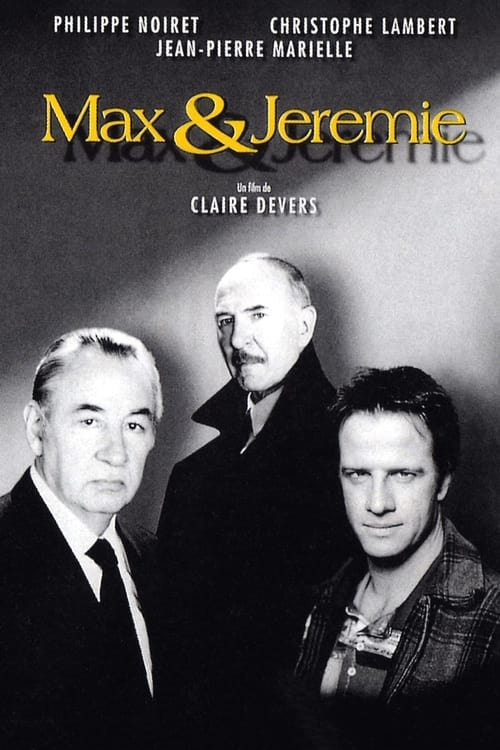 PHILIPPE NOIRET CHRISTOPHE LAMBERT
JEAN-PIERRE MARIELLE
Max & Jeremie
Un film de
CLAIRE DEVERS